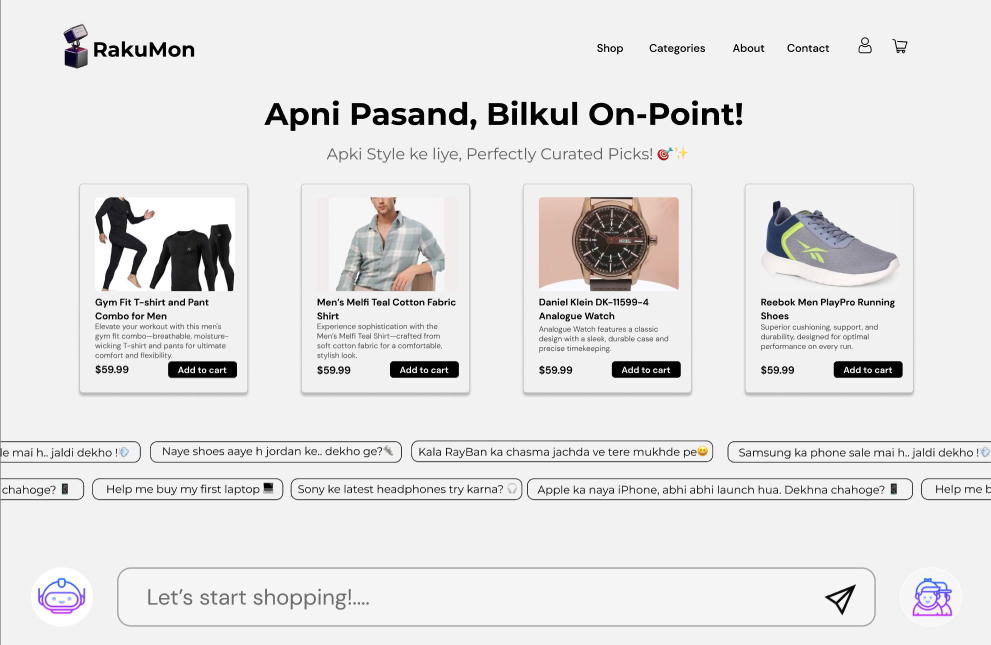 RakuMon
Shop Categories About Contact
Apni Pasand, Bilkul On-Point!
Apki Style ke liye, Perfectly Curated Picks! 🎯✨
Gym Fit T-shirt and Pant
Combo for Men
Elevate your workout with this men's
gym fit combo—breathable, moisture-
wicking T-shirt and pants for ultimate
comfort and flexibility.
$59.99 Add to cart
Men's Melfi Teal Cotton Fabric
Shirt
Experience sophistication with the
Men's Melfi Teal Shirt—crafted from
soft cotton fabric for a comfortable,
stylish look.
$59.99 Add to cart
Daniel Klein DK-11599-4
Analogue Watch
Analogue Watch features a classic
design with a sleek, durable case and
precise timekeeping.
$59.99 Add to cart
Reebok Men PlayPro Running
Shoes
Superior cushioning, support, and
durability, designed for optimal
performance on every run.
$59.99 Add to cart
le mai h.. jaldi dekho !💨 Naye shoes aaye h jordan ke.. dekho ge?👟 Kala RayBan ka chasma jachda ve tere mukhde pe😀 Samsung ka phone sale mai h.. jaldi dekho !💨
chahoge? 📱 Help me buy my first laptop 💻 Sony ke latest headphones try karna? 🎧 Apple ka naya iPhone, abhi abhi launch hua. Dekhna chahoge? 📱 Help me b
Let's start shopping!....